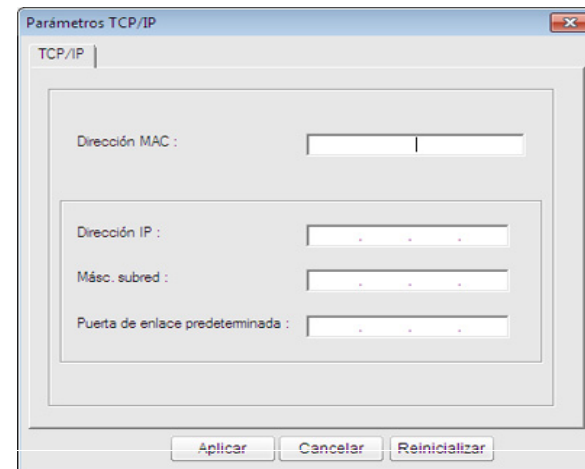 Parámetros TCP/IP
TCP/IP
Dirección MAC :
Dirección IP :
. . .
Másc. subred :
. . .
Puerta de enlace predeterminada :
. . .
Aplicar Cancelar Reinicializar